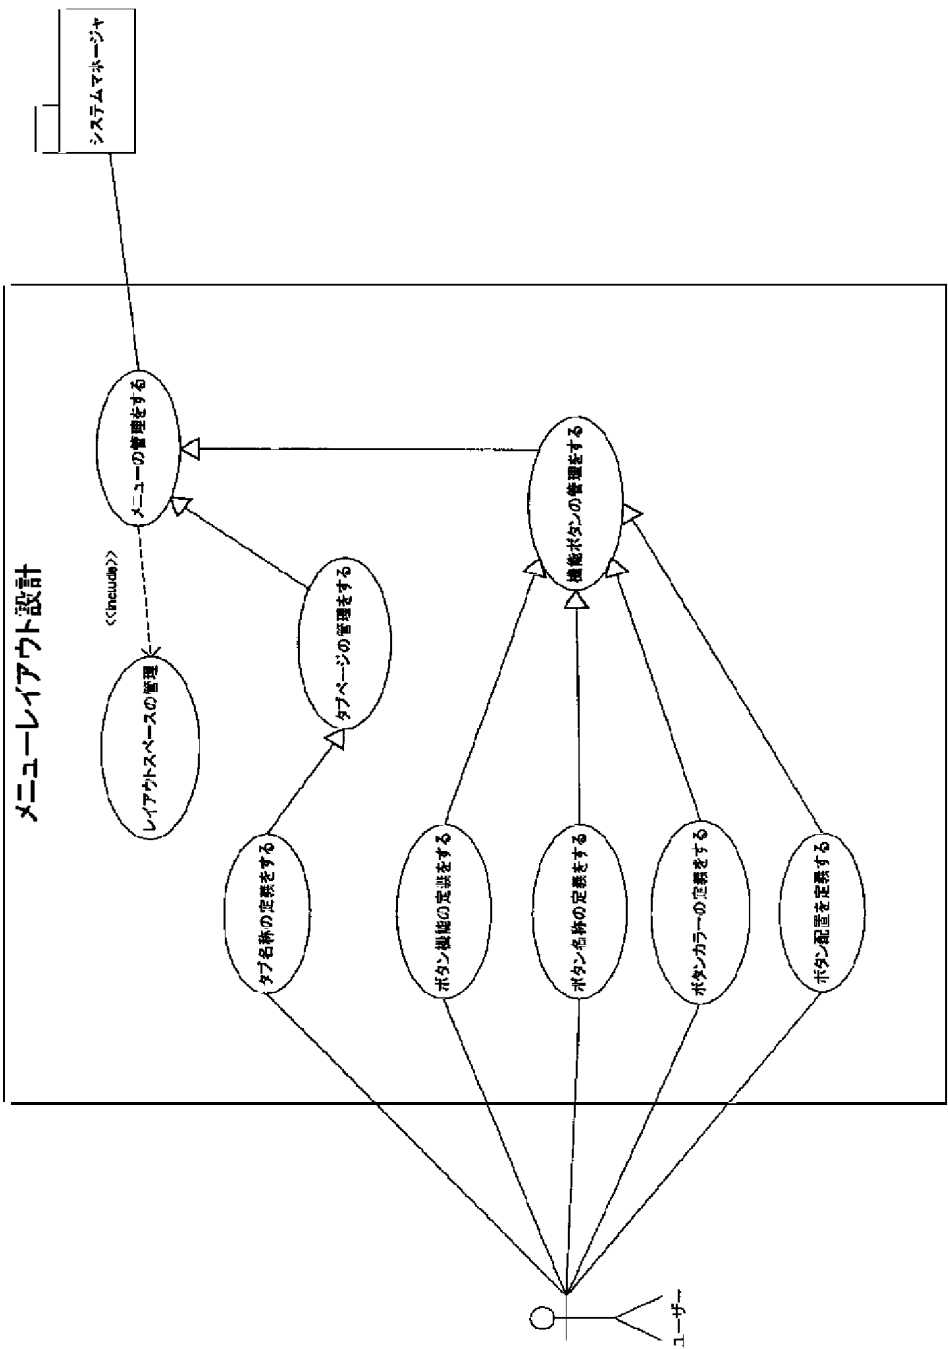 メニューレイアウト設計
システムマネージャ
メニューの管理をする
<<include>>
レイアウトスペースの管理
タブページの管理をする
機能ボタンの管理をする
タブ名称の定義をする
ボタン機能の定義をする
ボタン名称の定義をする
ボタンカラーの定義をする
ボタン配置を定義する
ユーザー